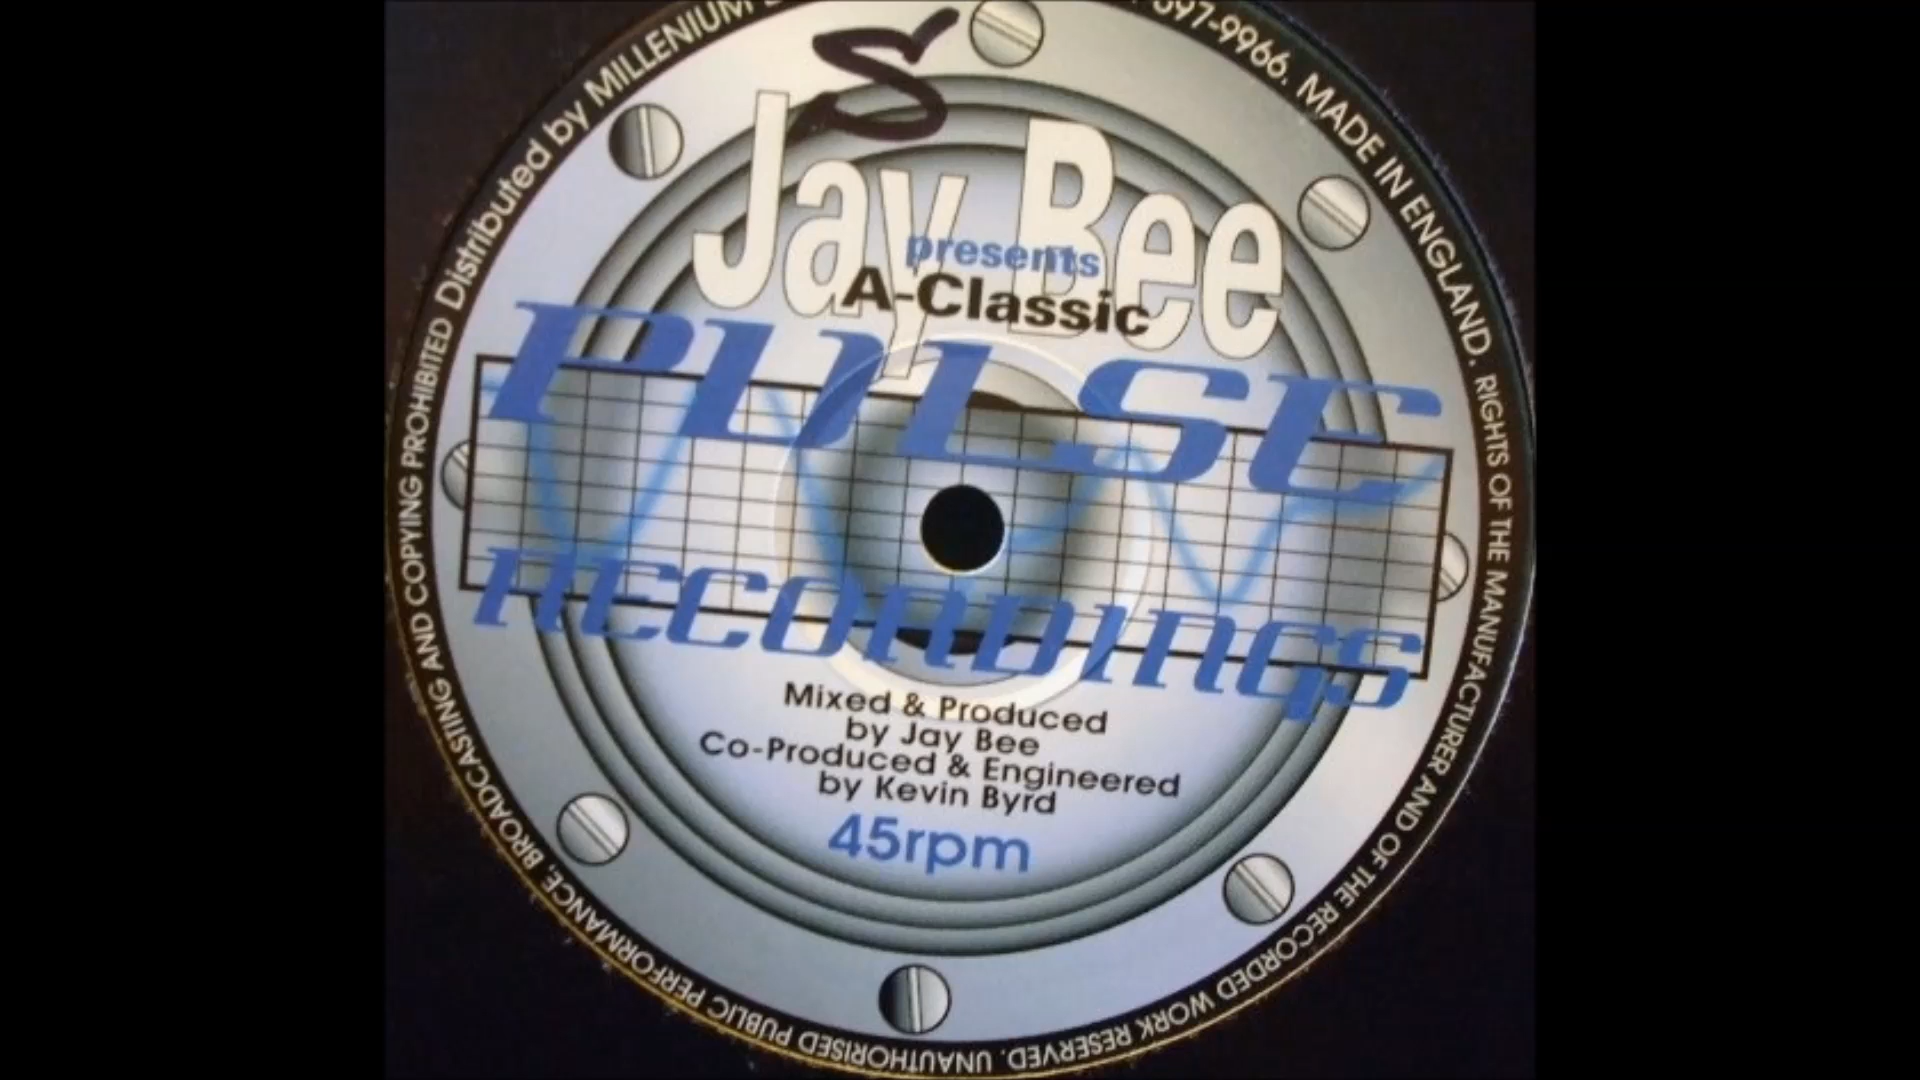 S
Jay Bee
presents
A-Classic
PULSE
RECORDINGS
Mixed & Produced
by Jay Bee
Co-Produced & Engineered
by Kevin Byrd
45rpm
Distributed by MILLENIUM
697-9966. MADE IN ENGLAND. RIGHTS OF THE MANUFACTURER AND OF THE RECORDED WORK RESERVED. UNAUTHORISED PUBLIC PERFORMANCE, BROADCASTING AND COPYING PROHIBITED